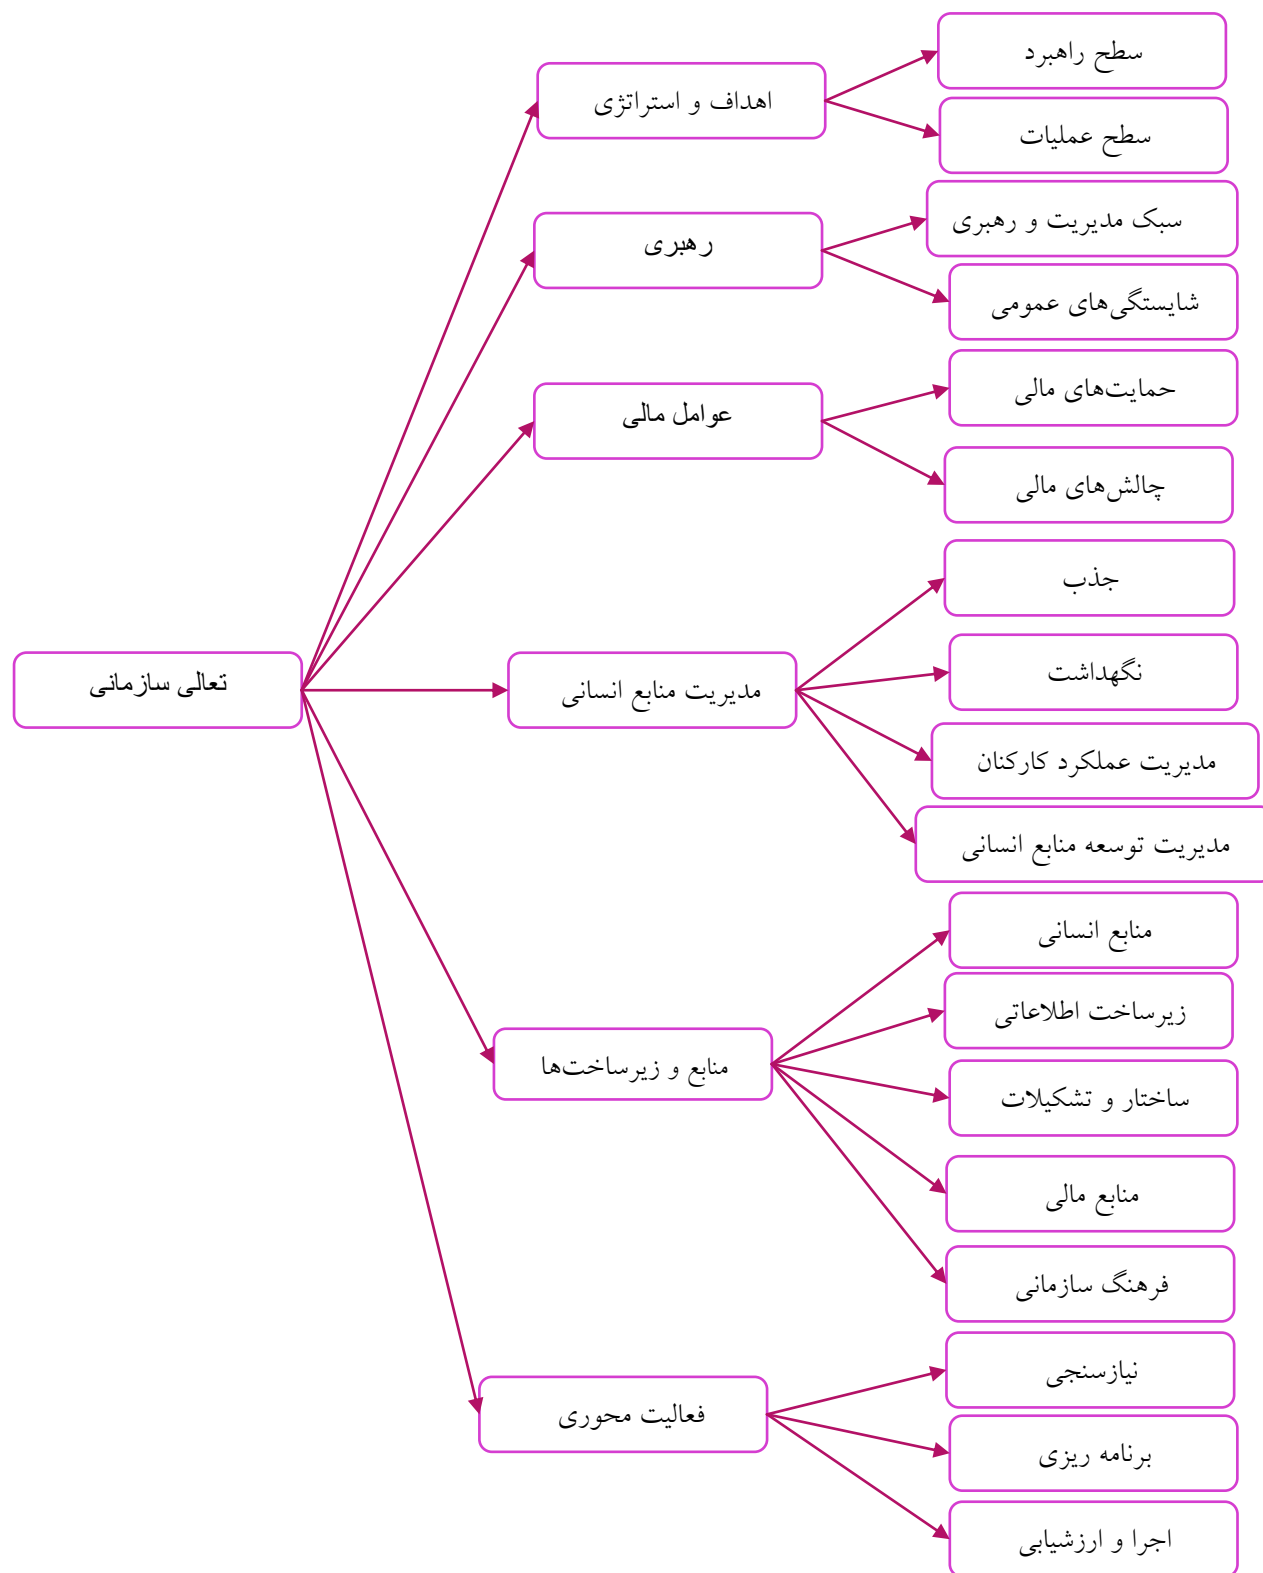 تعالی سازمانی
اهداف و استراتژی
سطح راهبرد
سطح عملیات
رهبری
سبک مدیریت و رهبری
شایستگی‌های عمومی
عوامل مالی
حمایت‌های مالی
چالش‌های مالی
مدیریت منابع انسانی
جذب
نگهداشت
مدیریت عملکرد کارکنان
مدیریت توسعه منابع انسانی
منابع و زیرساخت‌ها
منابع انسانی
زیرساخت اطلاعاتی
ساختار و تشکیلات
منابع مالی
فرهنگ سازمانی
فعالیت محوری
نیازسنجی
برنامه ریزی
اجرا و ارزشیابی